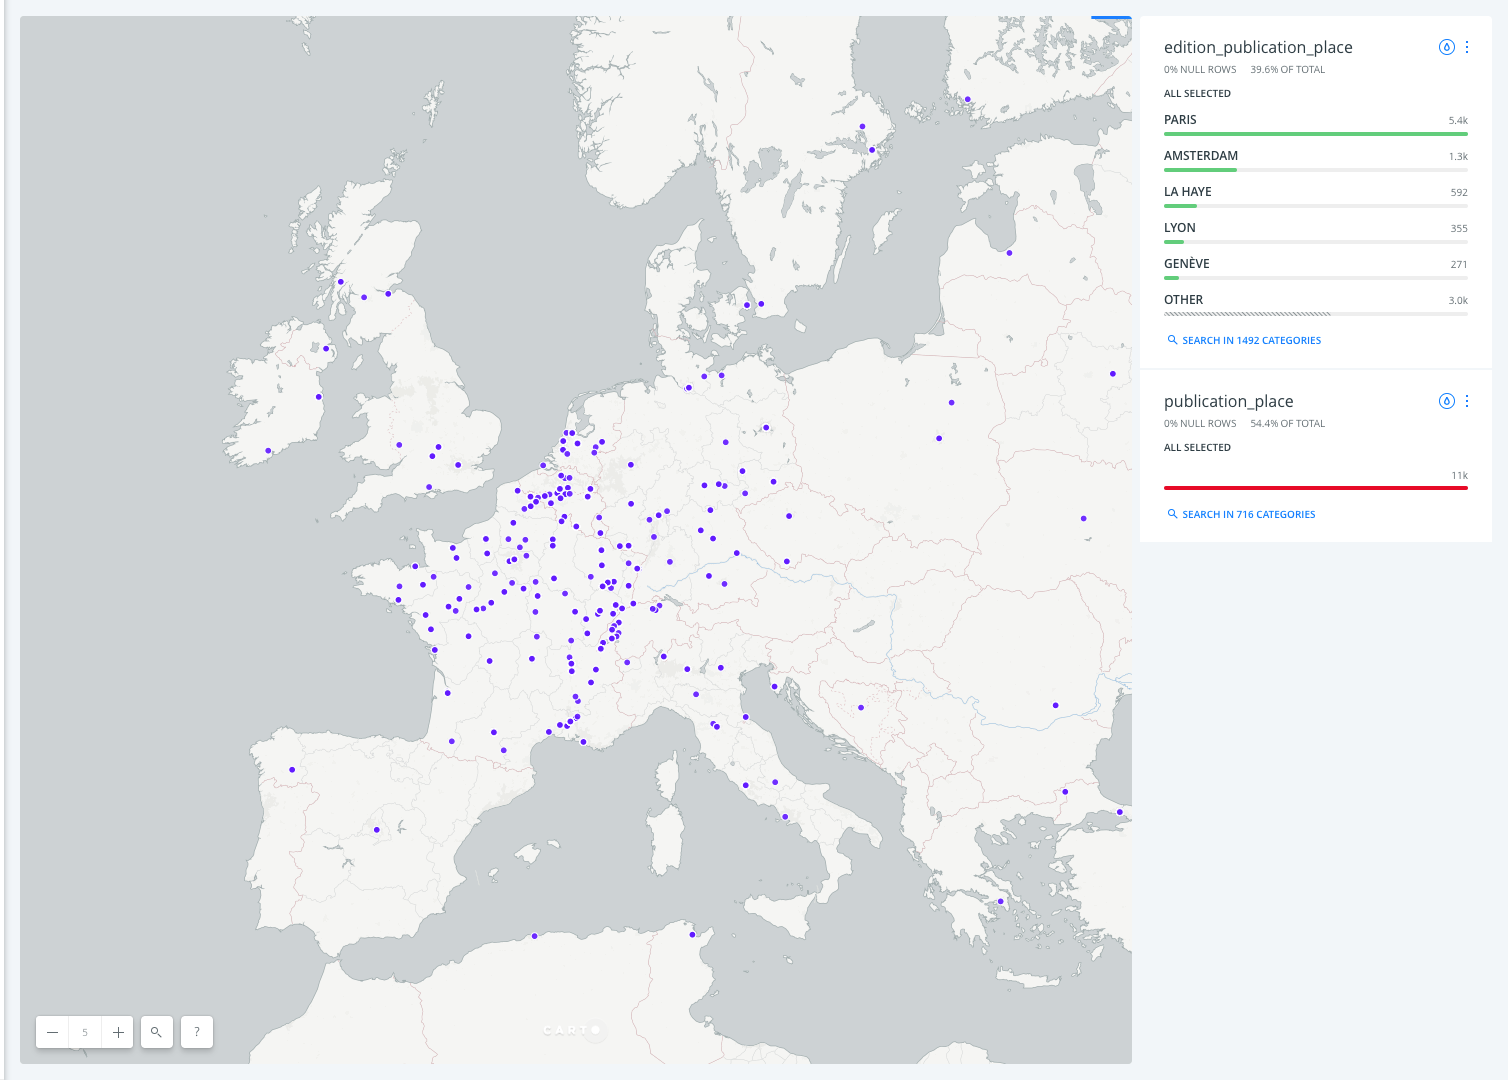 edition_publication_place
0% NULL ROWS 39.6% OF TOTAL
ALL SELECTED
PARIS 5.4k
AMSTERDAM 1.3k
LA HAYE 592
LYON 355
GENÈVE 271
OTHER 3.0k
SEARCH IN 1492 CATEGORIES
publication_place
0% NULL ROWS 54.4% OF TOTAL
ALL SELECTED
11k
SEARCH IN 716 CATEGORIES
5
?
CARTO